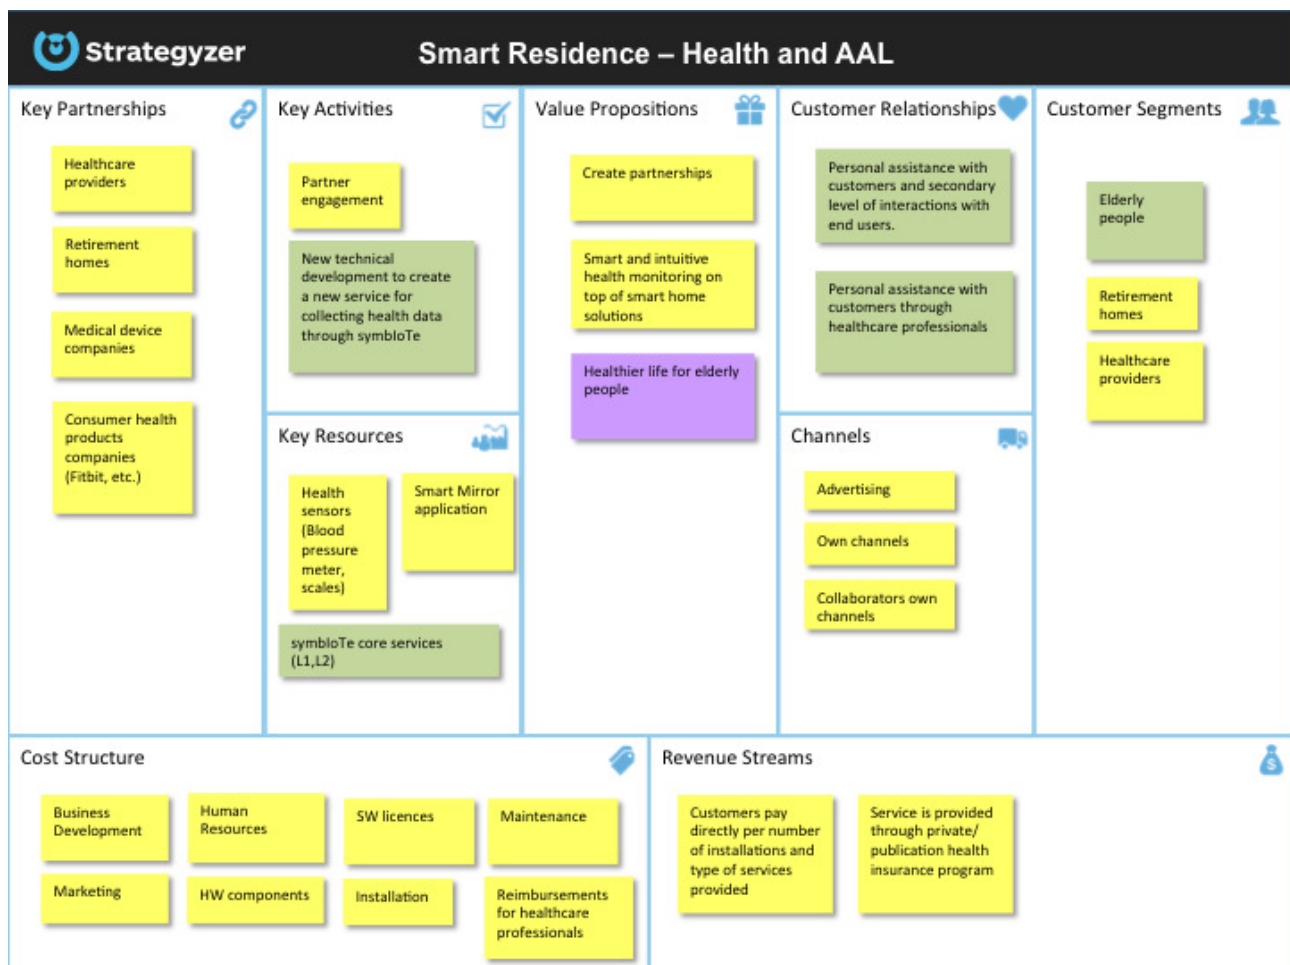 Strategyzer
Smart Residence – Health and AAL
Key Partnerships
Healthcare
providers
Retirement
homes
Medical device
companies
Consumer health
products
companies
(Fitbit, etc.)
Key Activities
Partner
engagement
New technical
development to create
a new service for
collecting health data
through symbIoTe
Key Resources
Health
sensors
(Blood
pressure
meter,
scales)
Smart Mirror
application
symbIoTe core services
(L1,L2)
Value Propositions
Create partnerships
Smart and intuitive
health monitoring on
top of smart home
solutions
Healthier life for elderly
people
Customer Relationships
Personal assistance with
customers and secondary
level of interactions with
end users.
Personal assistance with
customers through
healthcare professionals
Channels
Advertising
Own channels
Collaborators own
channels
Customer Segments
Elderly
people
Retirement
homes
Healthcare
providers
Cost Structure
Business
Development
Human
Resources
SW licences
Maintenance
Marketing
HW components
Installation
Reimbursements
for healthcare
professionals
Revenue Streams
Customers pay
directly per number
of installations and
type of services
provided
Service is provided
through private/
publication health
insurance program
$